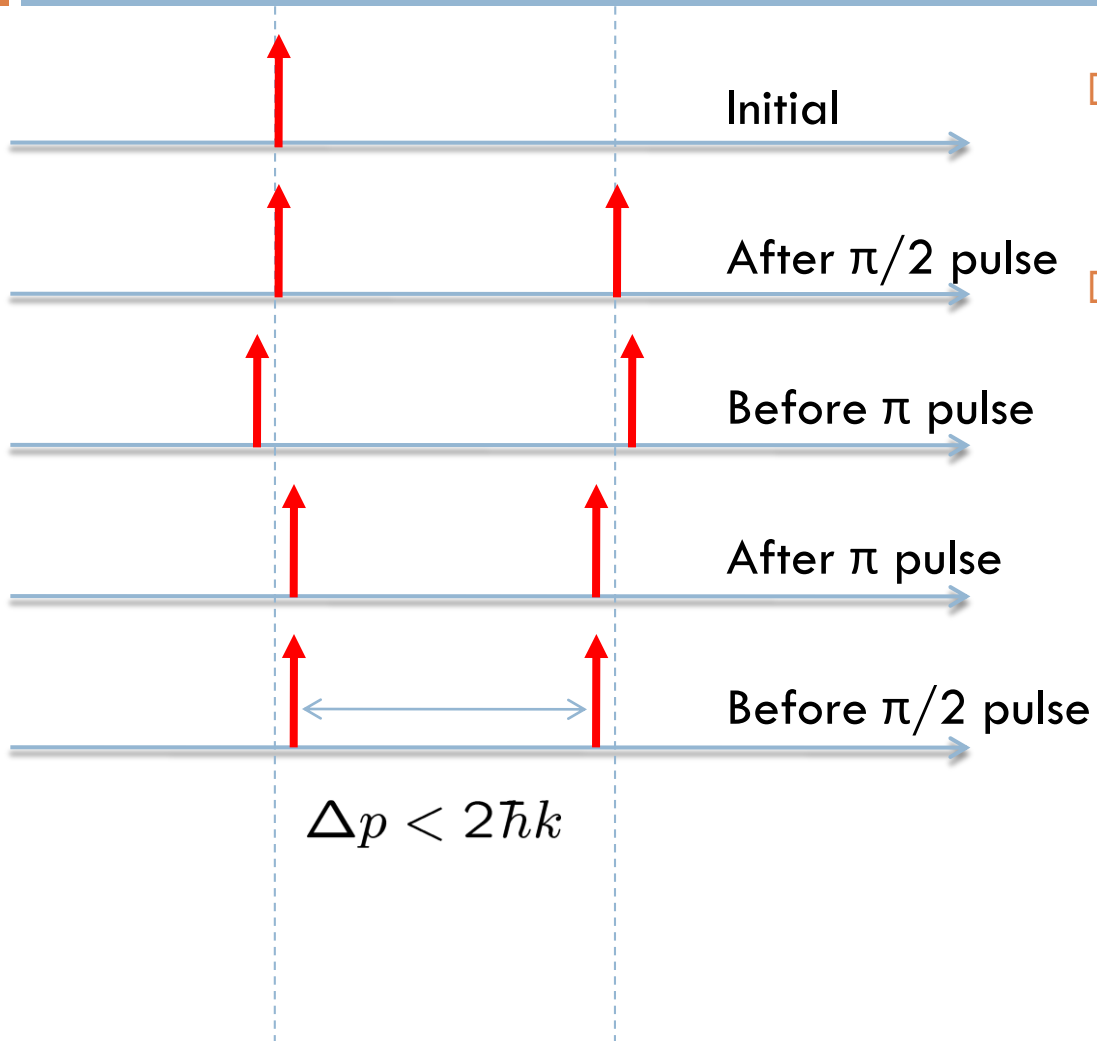 Initial
After π/2 pulse
Before π pulse
After π pulse
Before π/2 pulse
Δp < 2ℏk